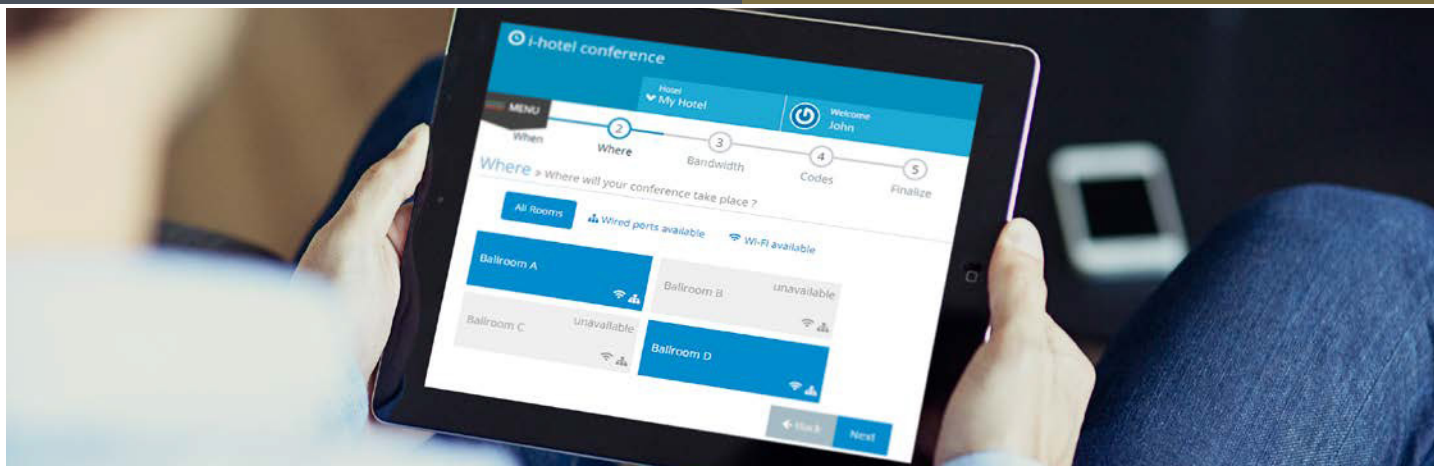 i-hotel conference
Hotel
My Hotel
Welcome
John
MENU
2
3
4
5
When
Where
Bandwidth
Codes
Finalize
Where » Where will your conference take place ?
All Rooms
Wired ports available
Wi-Fi available
Ballroom A
Ballroom B
unavailable
Ballroom C
unavailable
Ballroom D
Back
Next